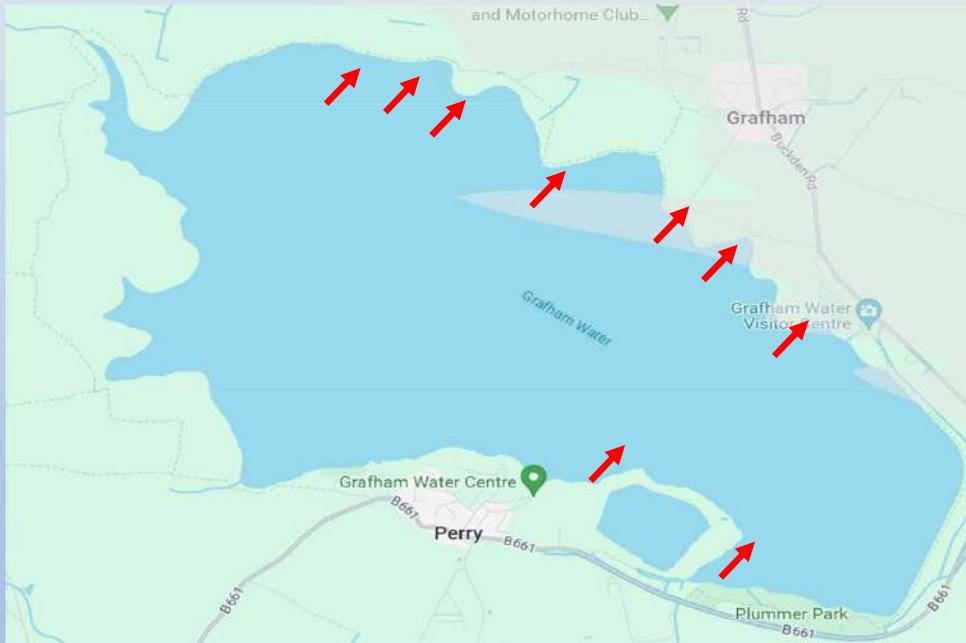 and Motorhome Club...
Rd
Grafham
Buckden Rd
Grafham Water
Visitor Centre
Grafham Water
Grafham Water Centre
B661
Perry
B661
B661
Plummer Park
B661